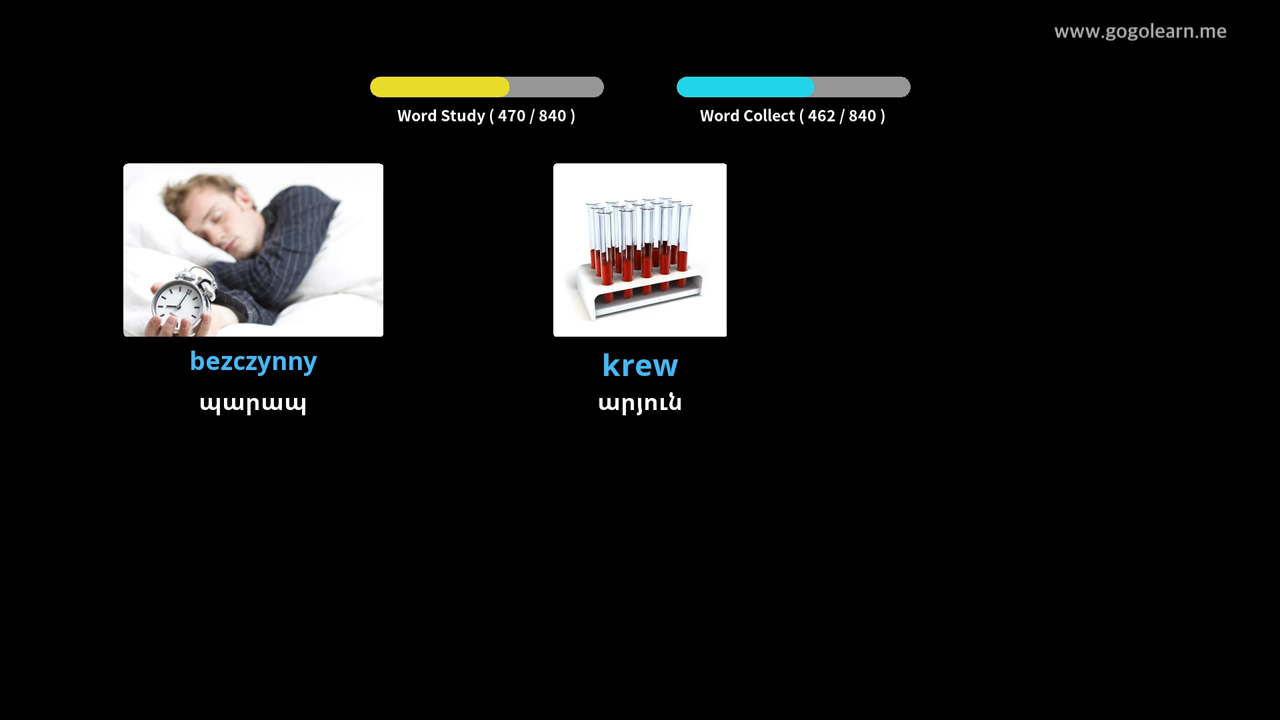 www.gogolearn.me
Word Study ( 470 / 840 )
Word Collect ( 462 / 840 )
bezczynny
պարապ
krew
արյուն